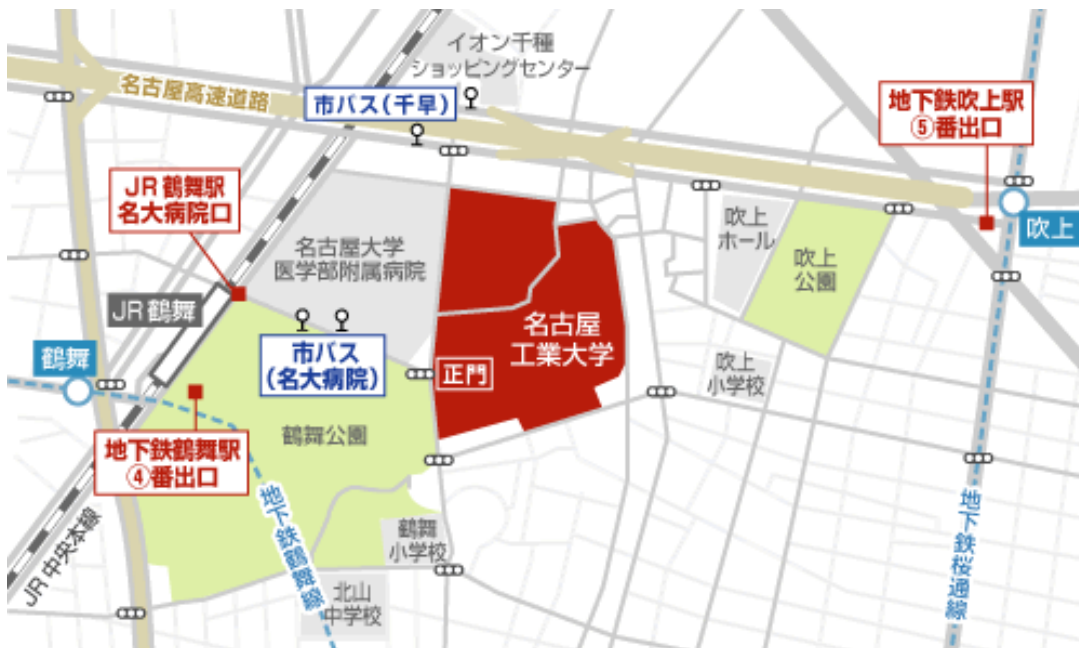 イオン千種
ショッピングセンター
名古屋高速道路
市バス(千早)
地下鉄吹上駅
⑤番出口
JR鶴舞駅
名大病院口
吹上
ホール
吹上
名古屋大学
医学部附属病院
吹上
公園
JR鶴舞
名古屋
工業大学
鶴舞
市バス
(名大病院)
正門
吹上
小学校
鶴舞公園
地下鉄鶴舞駅
④番出口
地下鉄鶴舞線
地下鉄桜通線
JR中央本線
鶴舞
小学校
北山
中学校